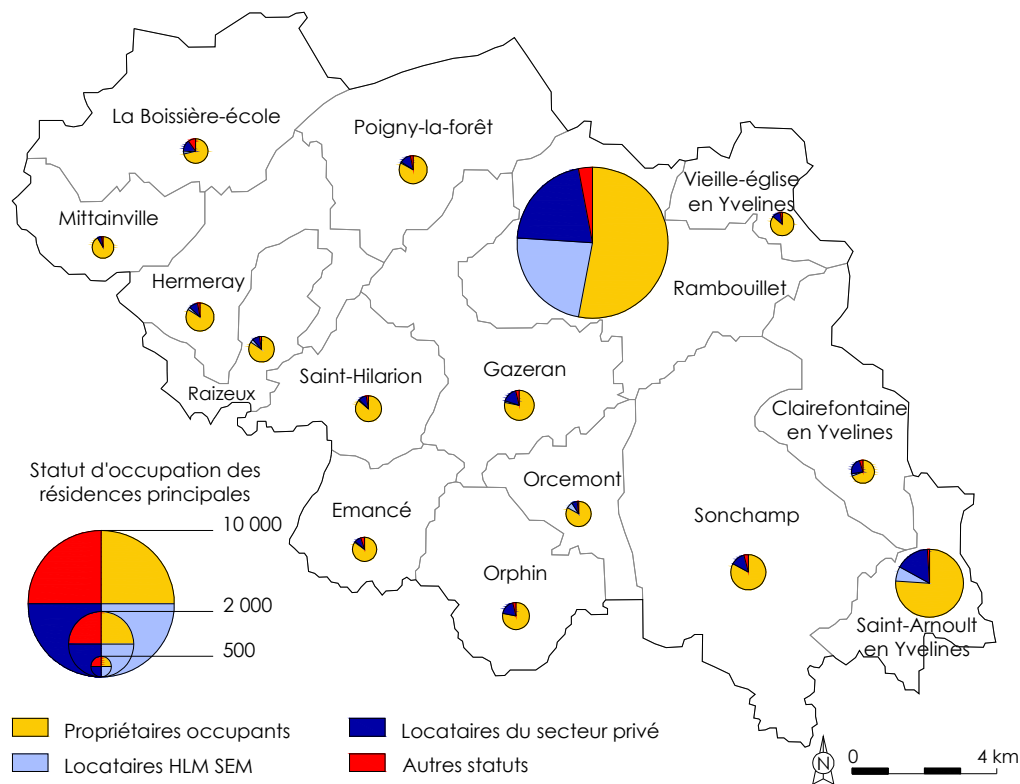 La Boissière-école
Poigny-la-forêt
Vieille-église
en Yvelines
Mittainville
Hermeray
Rambouillet
Raizeux
Saint-Hilarion
Gazeran
Clairefontaine
en Yvelines
Orcemont
Emancé
Sonchamp
Orphin
Saint-Arnoult
en Yvelines
Statut d'occupation des
résidences principales
10 000
2 000
500
Propriétaires occupants
Locataires du secteur privé
Locataires HLM SEM
Autres statuts
N
0 4 km